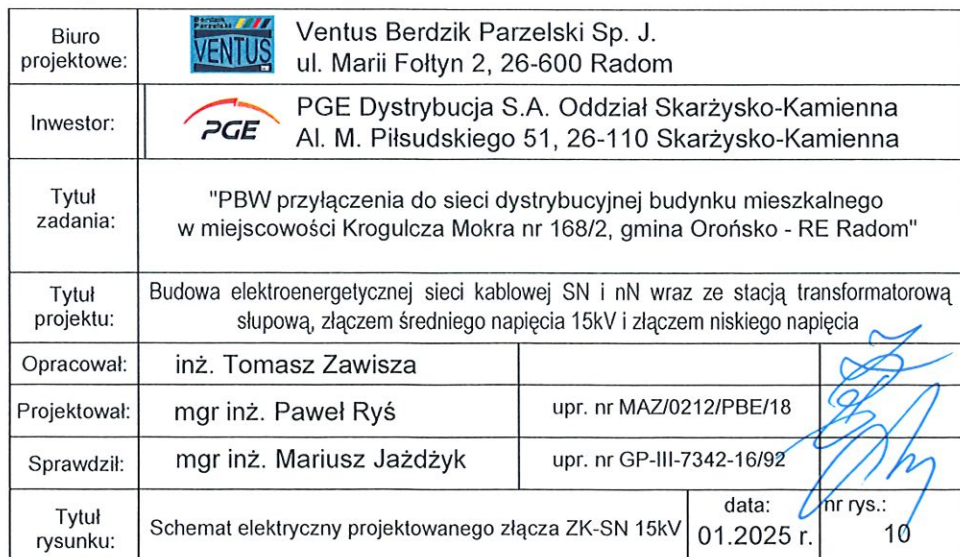 Biuro projektowe:
Berdzik Parzelski
VENTUS
Ventus Berdzik Parzelski Sp. J.
ul. Marii Fołtyn 2, 26-600 Radom
Inwestor:
PGE
PGE Dystrybucja S.A. Oddział Skarżysko-Kamienna
Al. M. Piłsudskiego 51, 26-110 Skarżysko-Kamienna
Tytuł zadania:
"PBW przyłączenia do sieci dystrybucyjnej budynku mieszkalnego
w miejscowości Krogulcza Mokra nr 168/2, gmina Orońsko - RE Radom"
Tytuł projektu:
Budowa elektroenergetycznej sieci kablowej SN i nN wraz ze stacją transformatorową
słupową, złączem średniego napięcia 15kV i złączem niskiego napięcia
Opracował: inż. Tomasz Zawisza
Projektował: mgr inż. Paweł Ryś upr. nr MAZ/0212/PBE/18
Sprawdził: mgr inż. Mariusz Jażdżyk upr. nr GP-III-7342-16/92
Tytuł rysunku:
Schemat elektryczny projektowanego złącza ZK-SN 15kV
data:
01.2025 r.
nr rys.:
10